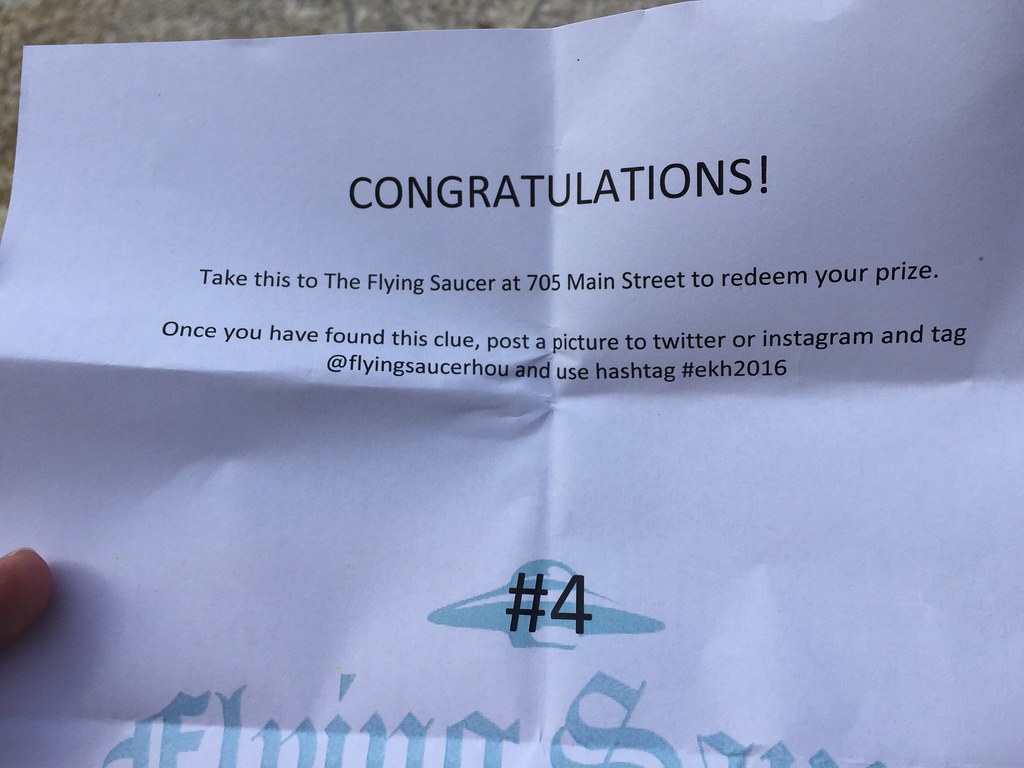 CONGRATULATIONS!
Take this to The Flying Saucer at 705 Main Street to redeem your prize.
Once you have found this clue, post a picture to twitter or instagram and tag
@flyingsaucerhou and use hashtag #ekh2016
#4
Flying